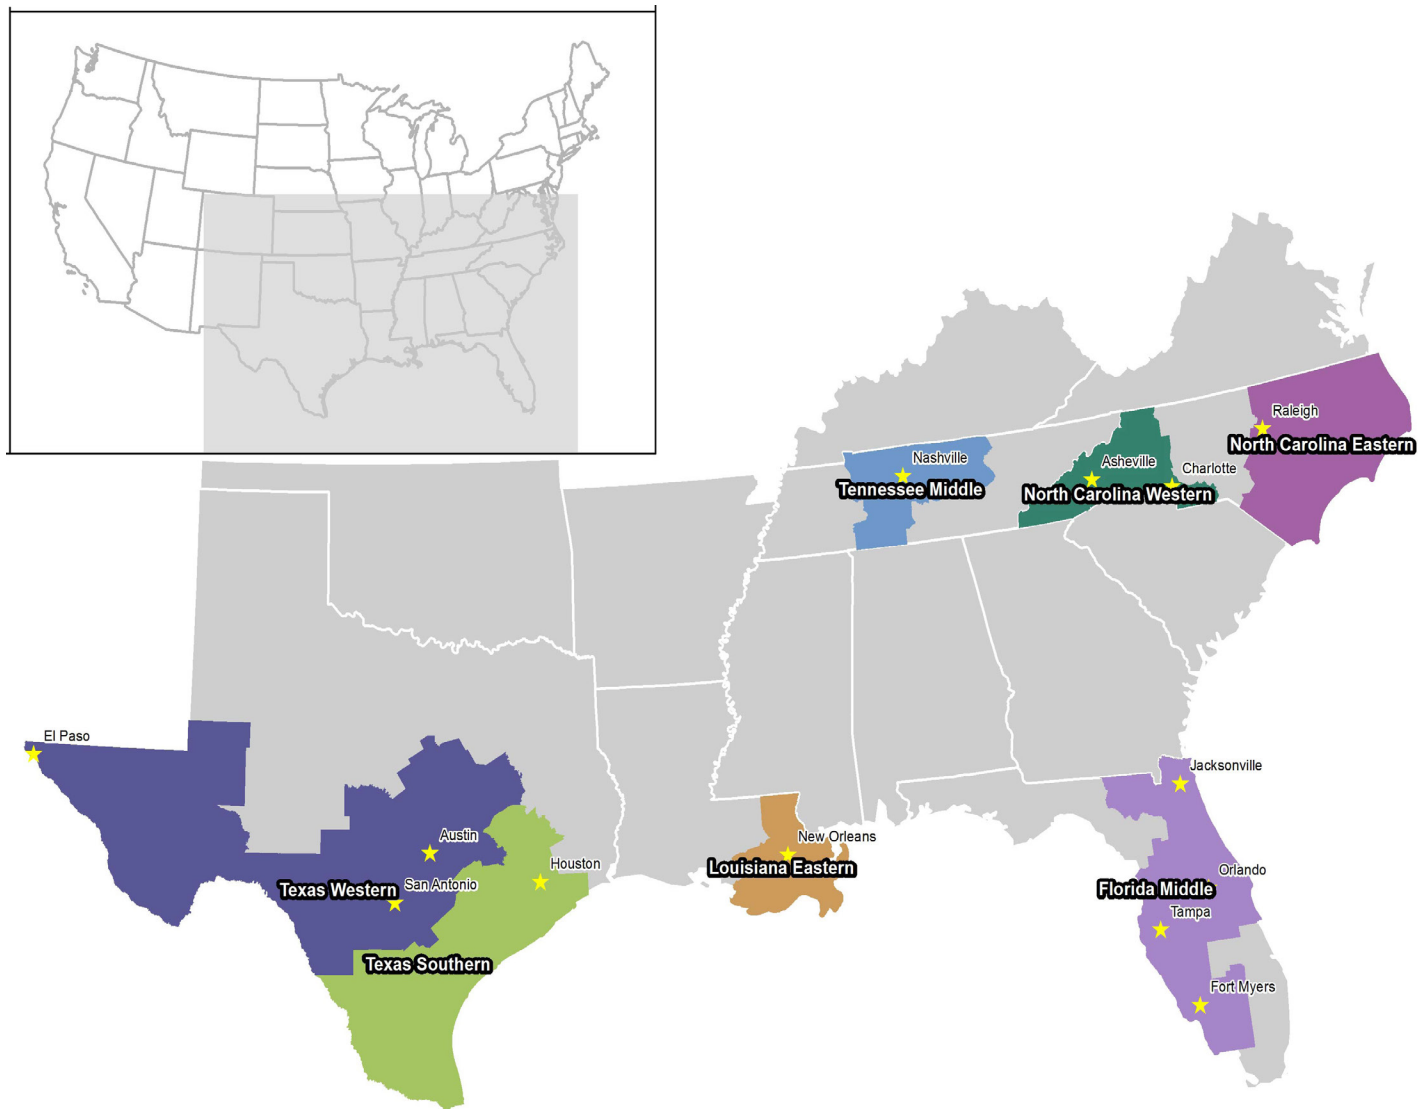 Raleigh
North Carolina Eastern
Nashville
Tennessee Middle
Asheville
Charlotte
North Carolina Western
El Paso
Jacksonville
Austin
New Orleans
Houston
Louisiana Eastern
Orlando
San Antonio
Texas Western
Florida Middle
Tampa
Texas Southern
Fort Myers